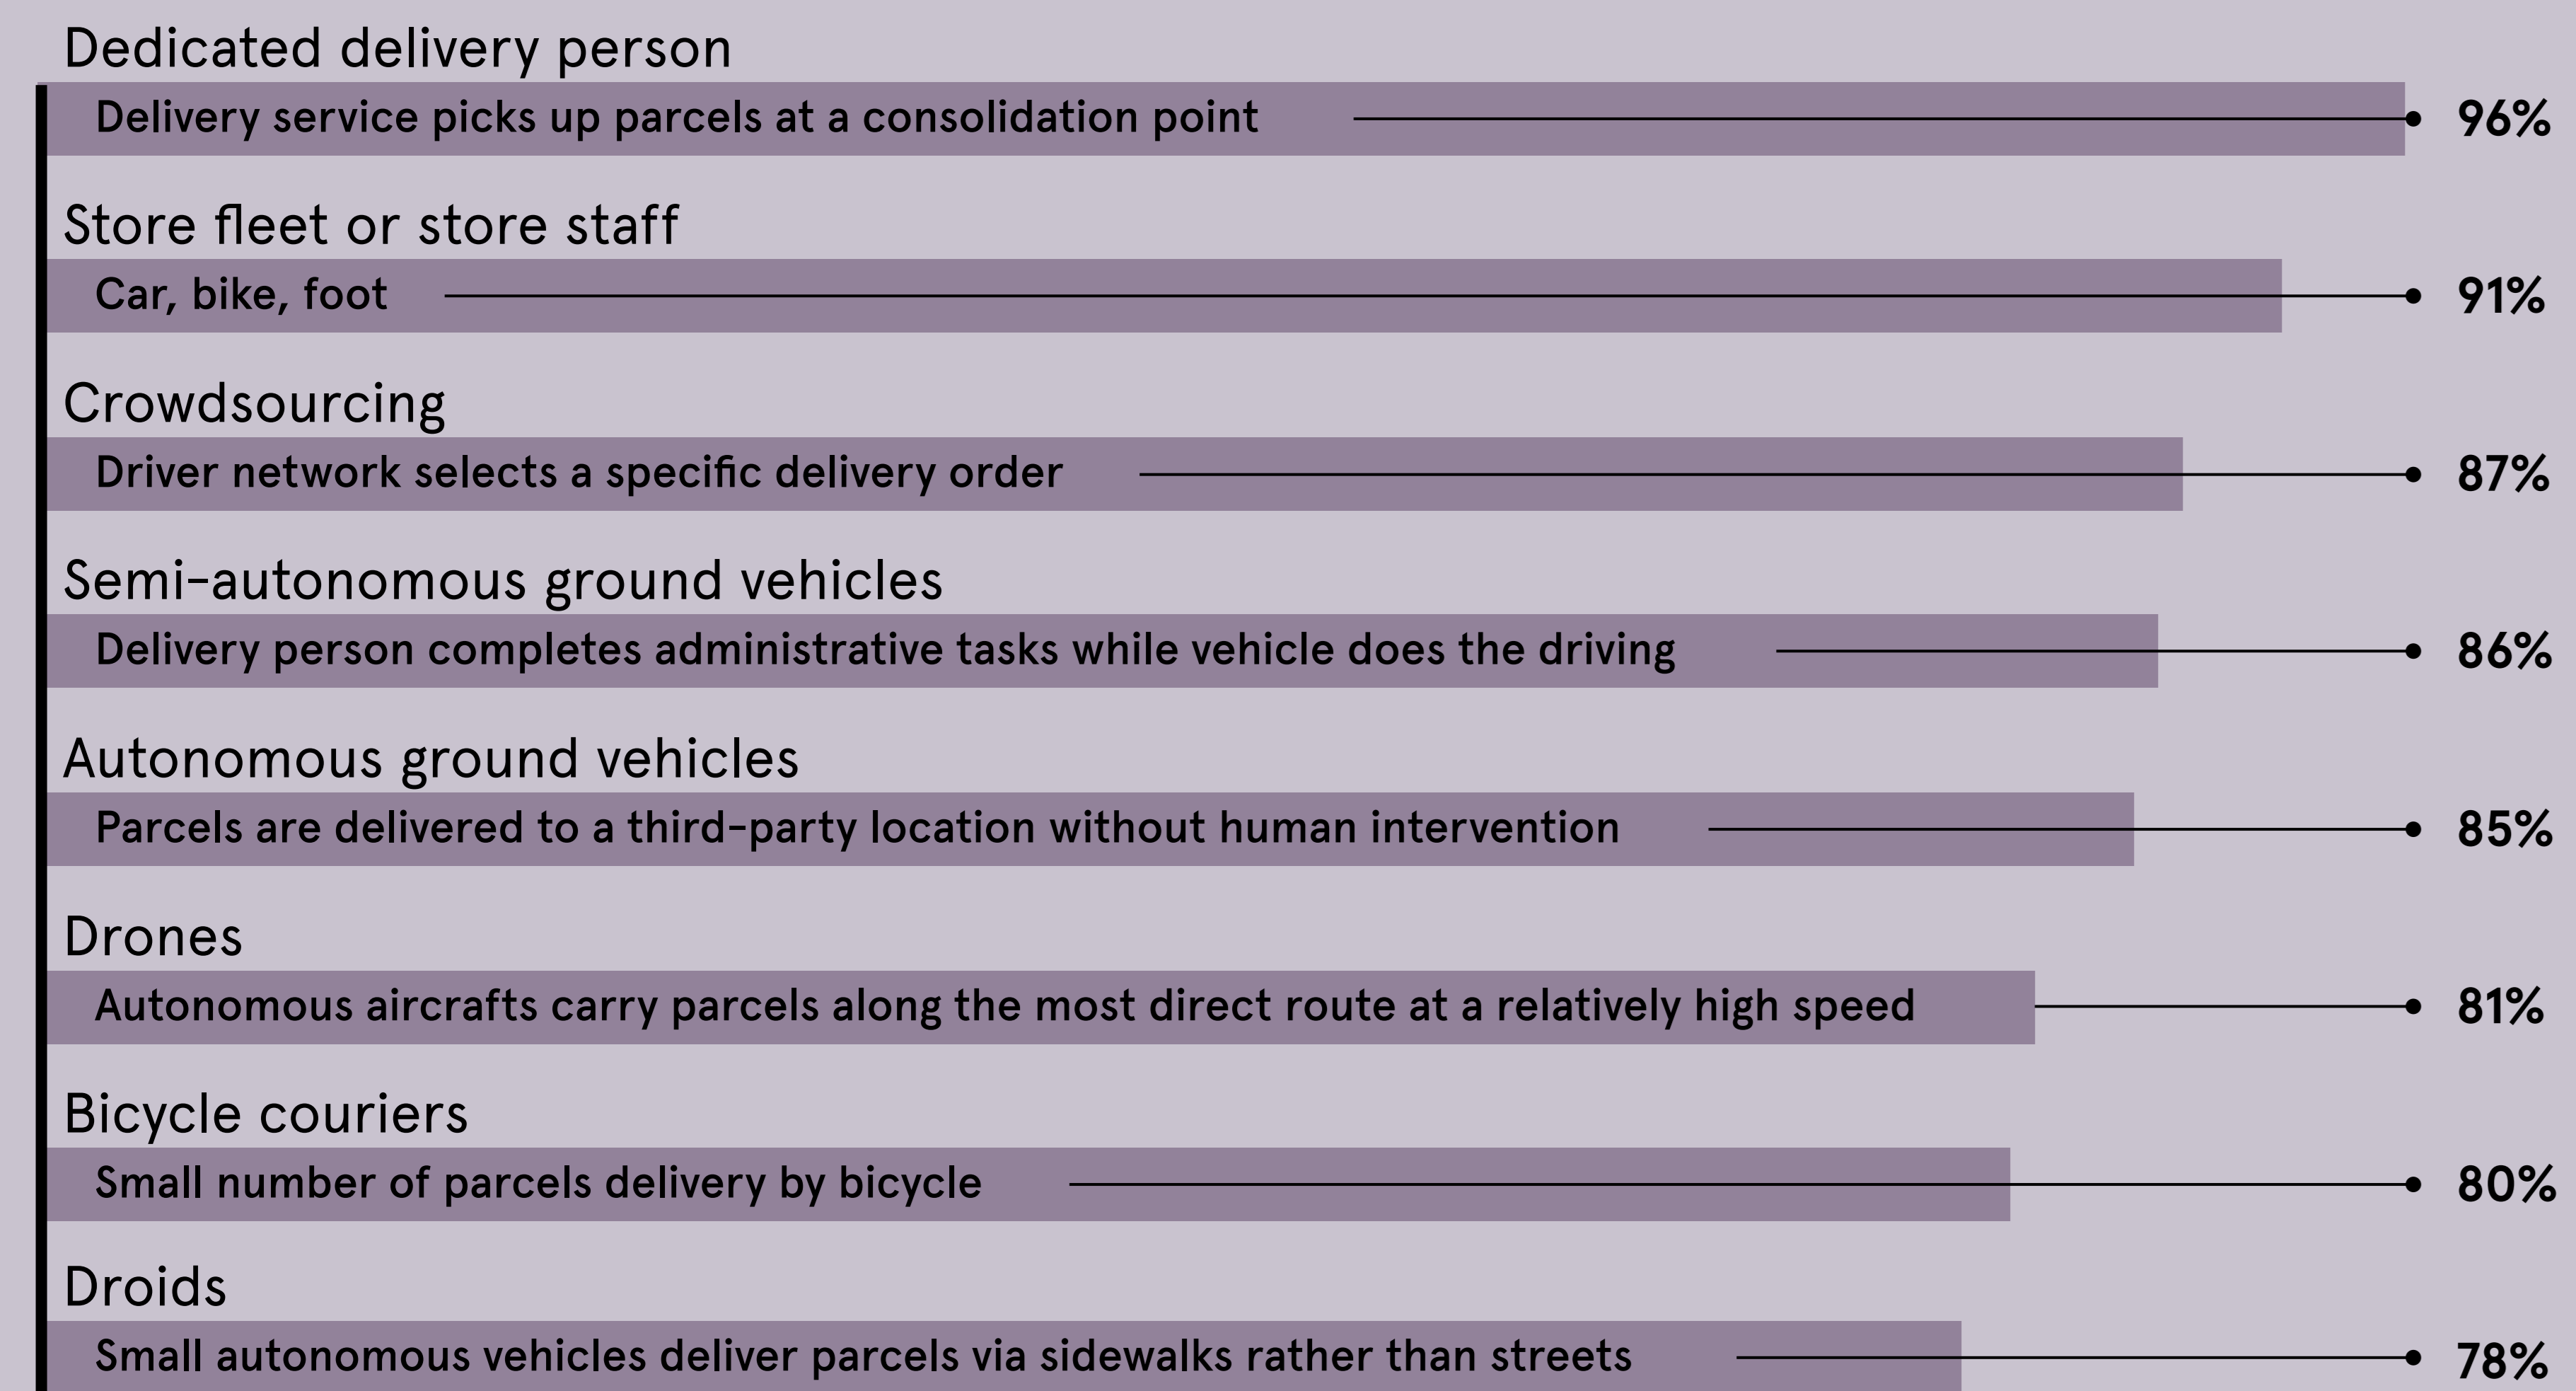 Dedicated delivery person
Delivery service picks up parcels at a consolidation point 96%
Store fleet or store staff
Car, bike, foot 91%
Crowdsourcing
Driver network selects a specific delivery order 87%
Semi-autonomous ground vehicles
Delivery person completes administrative tasks while vehicle does the driving 86%
Autonomous ground vehicles
Parcels are delivered to a third-party location without human intervention 85%
Drones
Autonomous aircrafts carry parcels along the most direct route at a relatively high speed 81%
Bicycle couriers
Small number of parcels delivery by bicycle 80%
Droids
Small autonomous vehicles deliver parcels via sidewalks rather than streets 78%